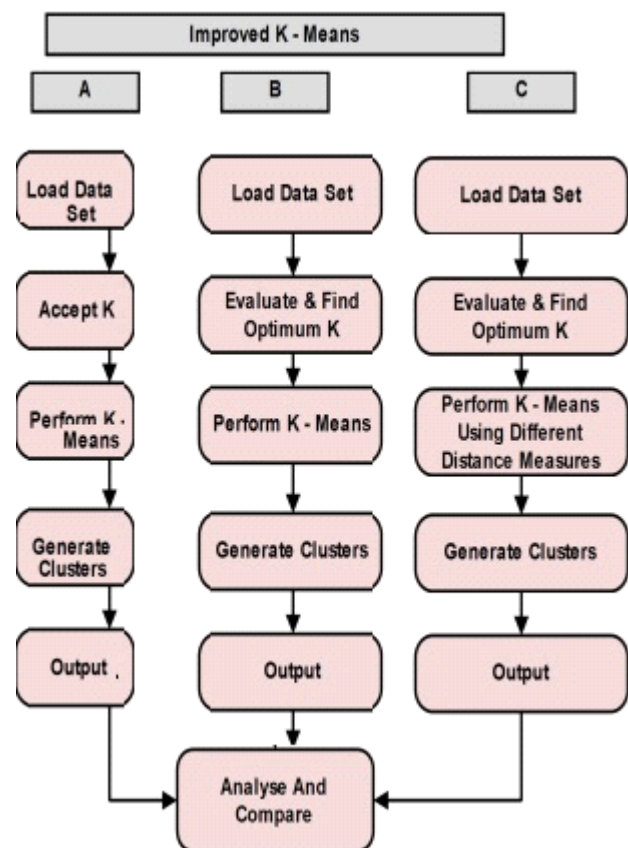 Improved K - Means
A
B
C
Load Data
Set
Accept K
Perform K -
Means
Generate
Clusters
Output .
Load Data Set
Evaluate & Find
Optimum K
Perform K - Means
Generate Clusters
Output
Load Data Set
Evaluate & Find
Optimum K
Perform K - Means
Using Different
Distance Measures
Generate Clusters
Output
Analyse And
Compare